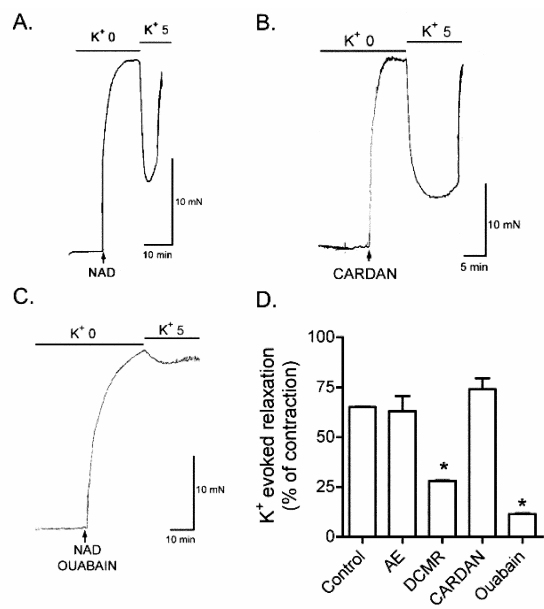 A.
K+ 0
K+ 5
10 mN
10 min
NAD
B.
K+ 0
K+ 5
10 mN
5 min
CARDAN
C.
K+ 0
K+ 5
10 mN
10 min
NAD
OUABAIN
D.
K+ evoked relaxation
(% of contraction)
100
75
50
25
0
*
*
Control
AE
DCMR
CARDAN
Ouabain